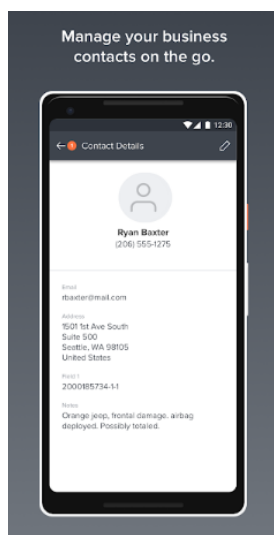 Manage your business
contacts on the go.
12:30
Contact Details
Ryan Baxter
(206) 555-1275
Email
rbaxter@mail.com
Address
1501 1st Ave South
Suite 500
Seattle, WA 98105
United States
Field 1
2000185734-1-1
Notes
Orange jeep, frontal damage. airbag
deployed. Possibly totaled.